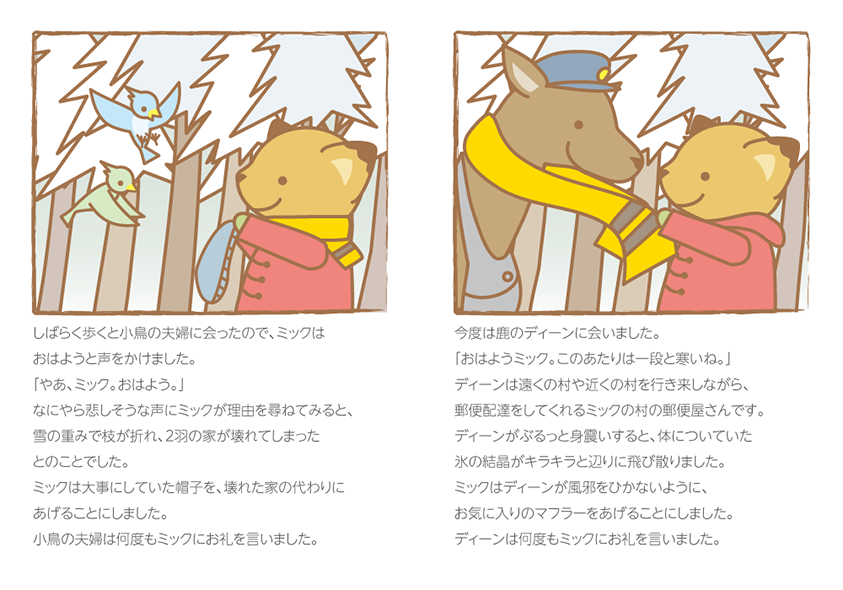 しばらく歩くと小鳥の夫婦に会ったので、ミックは
おはようと声をかけました。
「やあ、ミック。おはよう。」
なにやら悲しそうな声にミックが理由を尋ねてみると、
雪の重みで枝が折れ、2羽の家が壊れてしまった
とのことでした。
ミックは大事にしていた帽子を、壊れた家の代わりに
あげることにしました。
小鳥の夫婦は何度もミックにお礼を言いました。
今度は鹿のディーンに会いました。
「おはようミック。このあたりは一段と寒いね。」
ディーンは遠くの村や近くの村を行き来しながら、
郵便配達をしてくれるミックの村の郵便屋さんです。
ディーンがぶるっと身震いすると、体についていた
氷の結晶がキラキラと辺りに飛び散りました。
ミックはディーンが風邪をひかないように、
お気に入りのマフラーをあげることにしました。
ディーンは何度もミックにお礼を言いました。